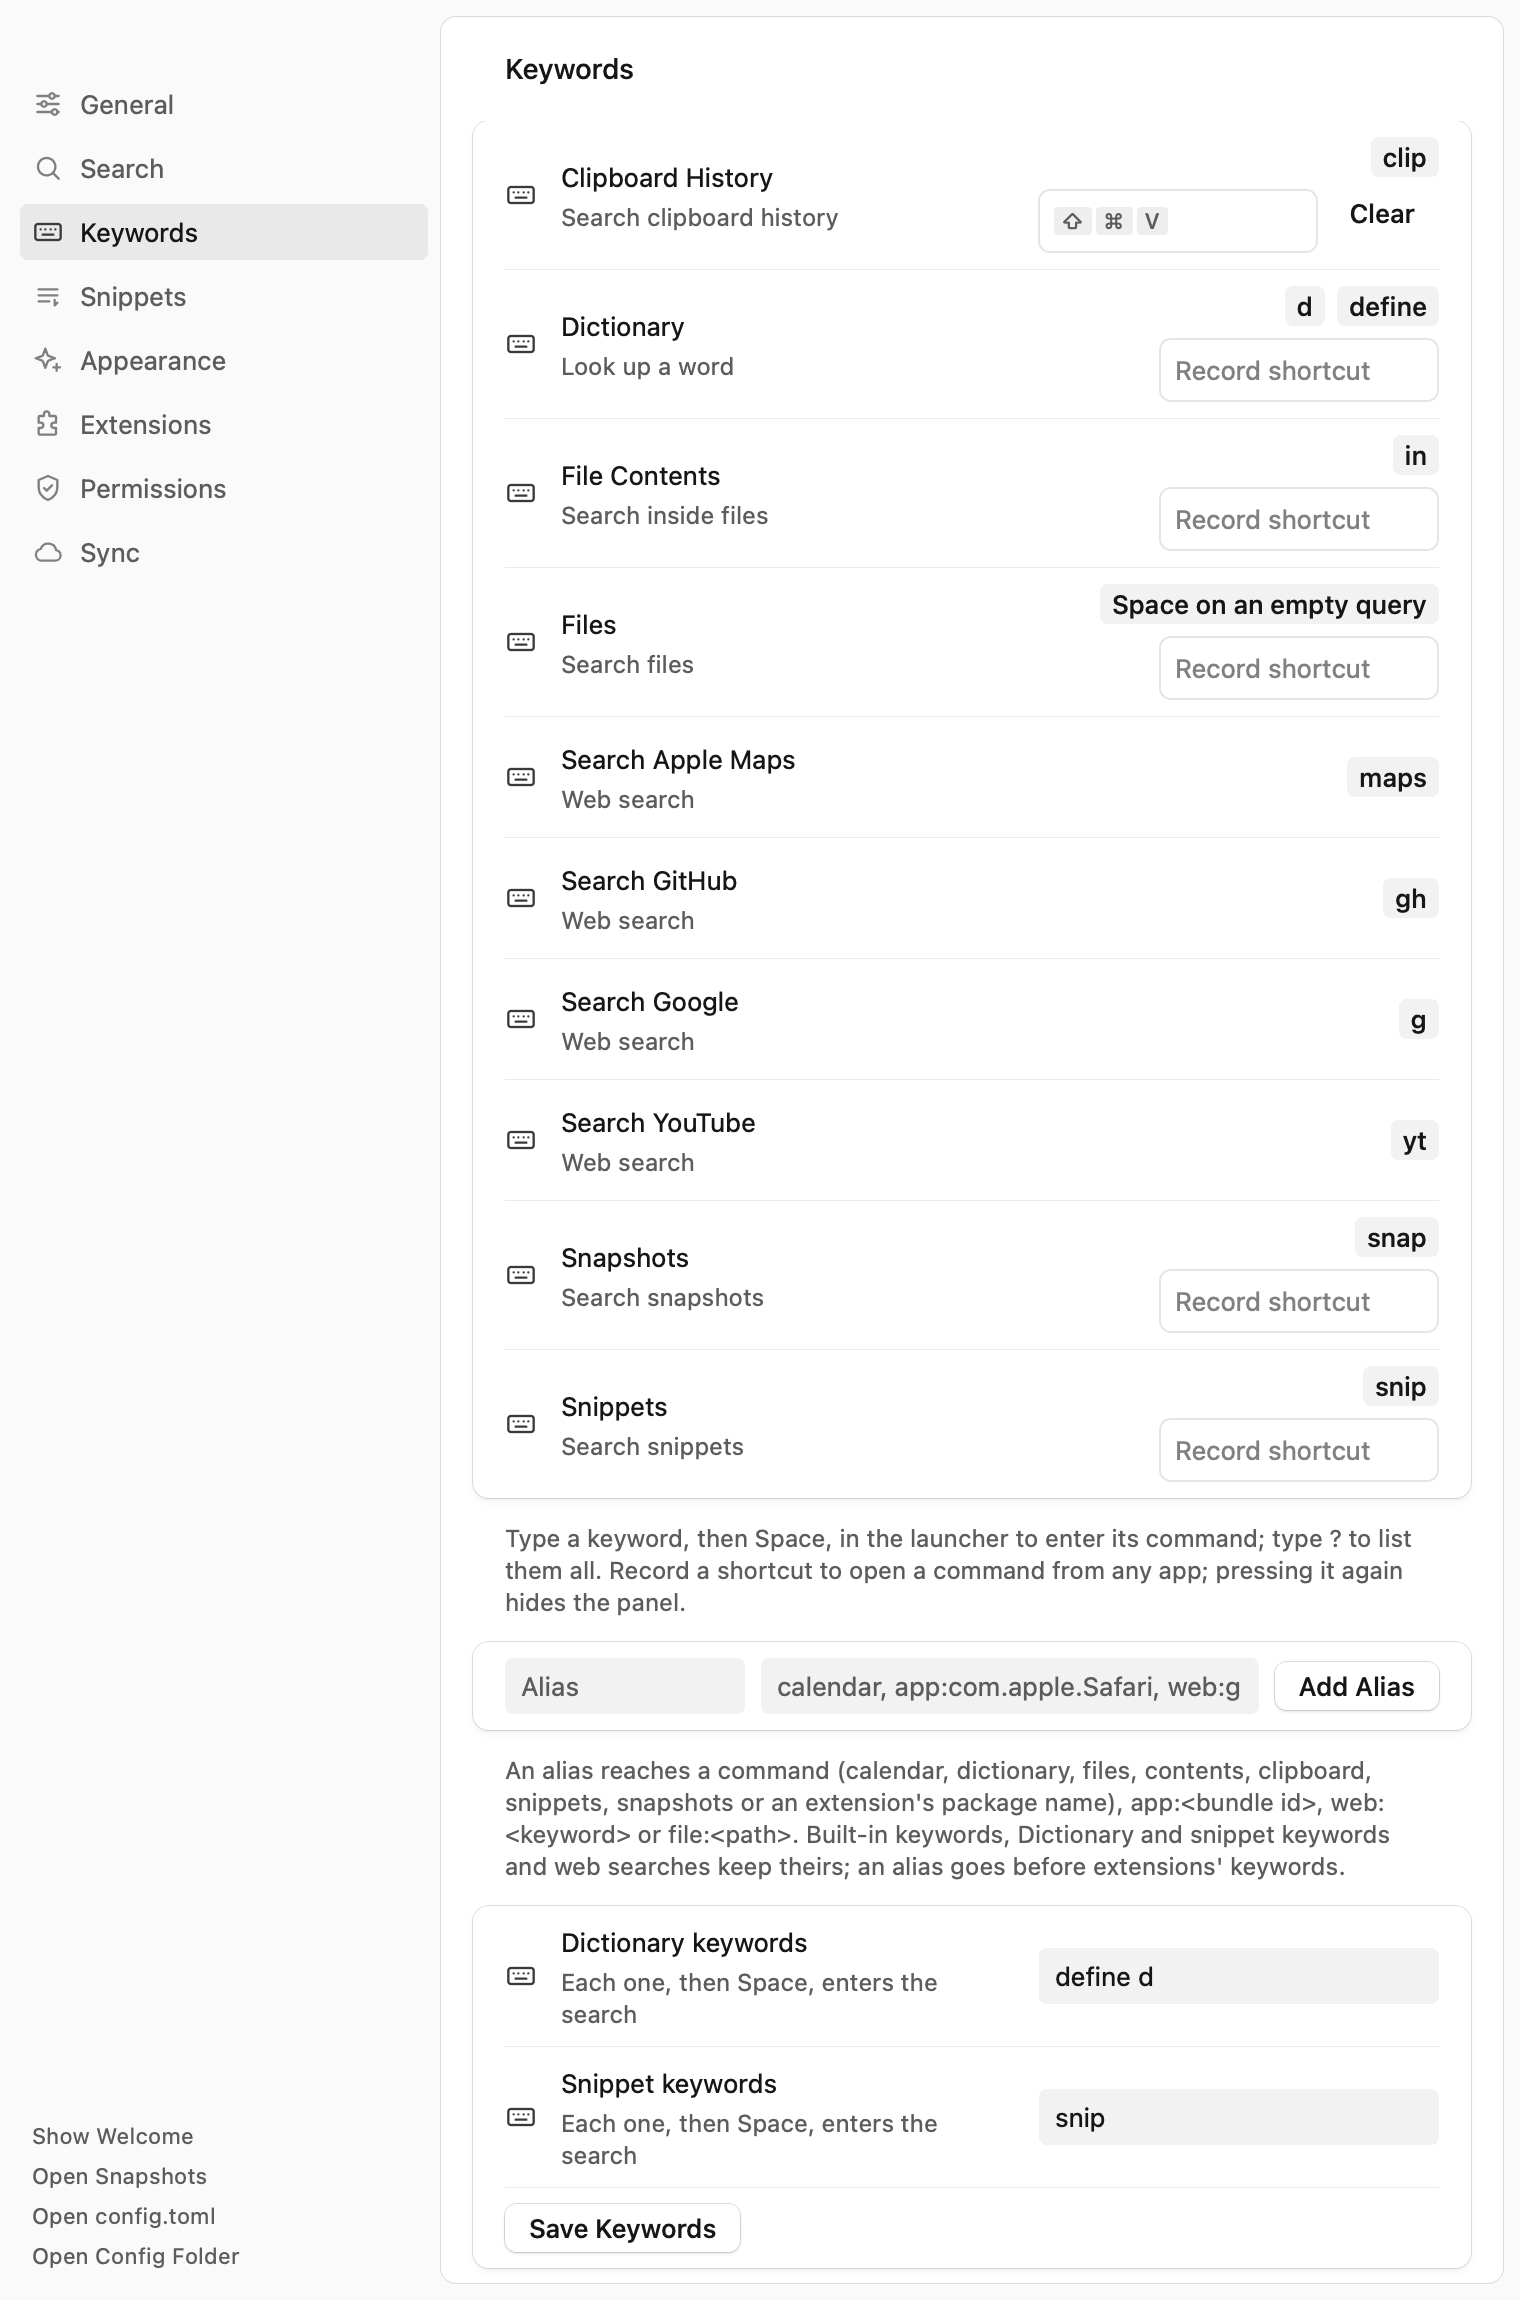 General
Search
Keywords
Snippets
Appearance
Extensions
Permissions
Sync
Show Welcome
Open Snapshots
Open config.toml
Open Config Folder
Keywords
Clipboard History
Search clipboard history
clip
⇧ ⌘ V
Clear
Dictionary
Look up a word
d define
Record shortcut
File Contents
Search inside files
in
Record shortcut
Files
Search files
Space on an empty query
Record shortcut
Search Apple Maps
Web search
maps
Search GitHub
Web search
gh
Search Google
Web search
g
Search YouTube
Web search
yt
Snapshots
Search snapshots
snap
Record shortcut
Snippets
Search snippets
snip
Record shortcut
Type a keyword, then Space, in the launcher to enter its command; type ? to list
them all. Record a shortcut to open a command from any app; pressing it again
hides the panel.
Alias
calendar, app:com.apple.Safari, web:g
Add Alias
An alias reaches a command (calendar, dictionary, files, contents, clipboard,
snippets, snapshots or an extension's package name), app:<bundle id>, web:
<keyword> or file:<path>. Built-in keywords, Dictionary and snippet keywords
and web searches keep theirs; an alias goes before extensions' keywords.
Dictionary keywords
Each one, then Space, enters the
search
define d
Snippet keywords
Each one, then Space, enters the
search
snip
Save Keywords